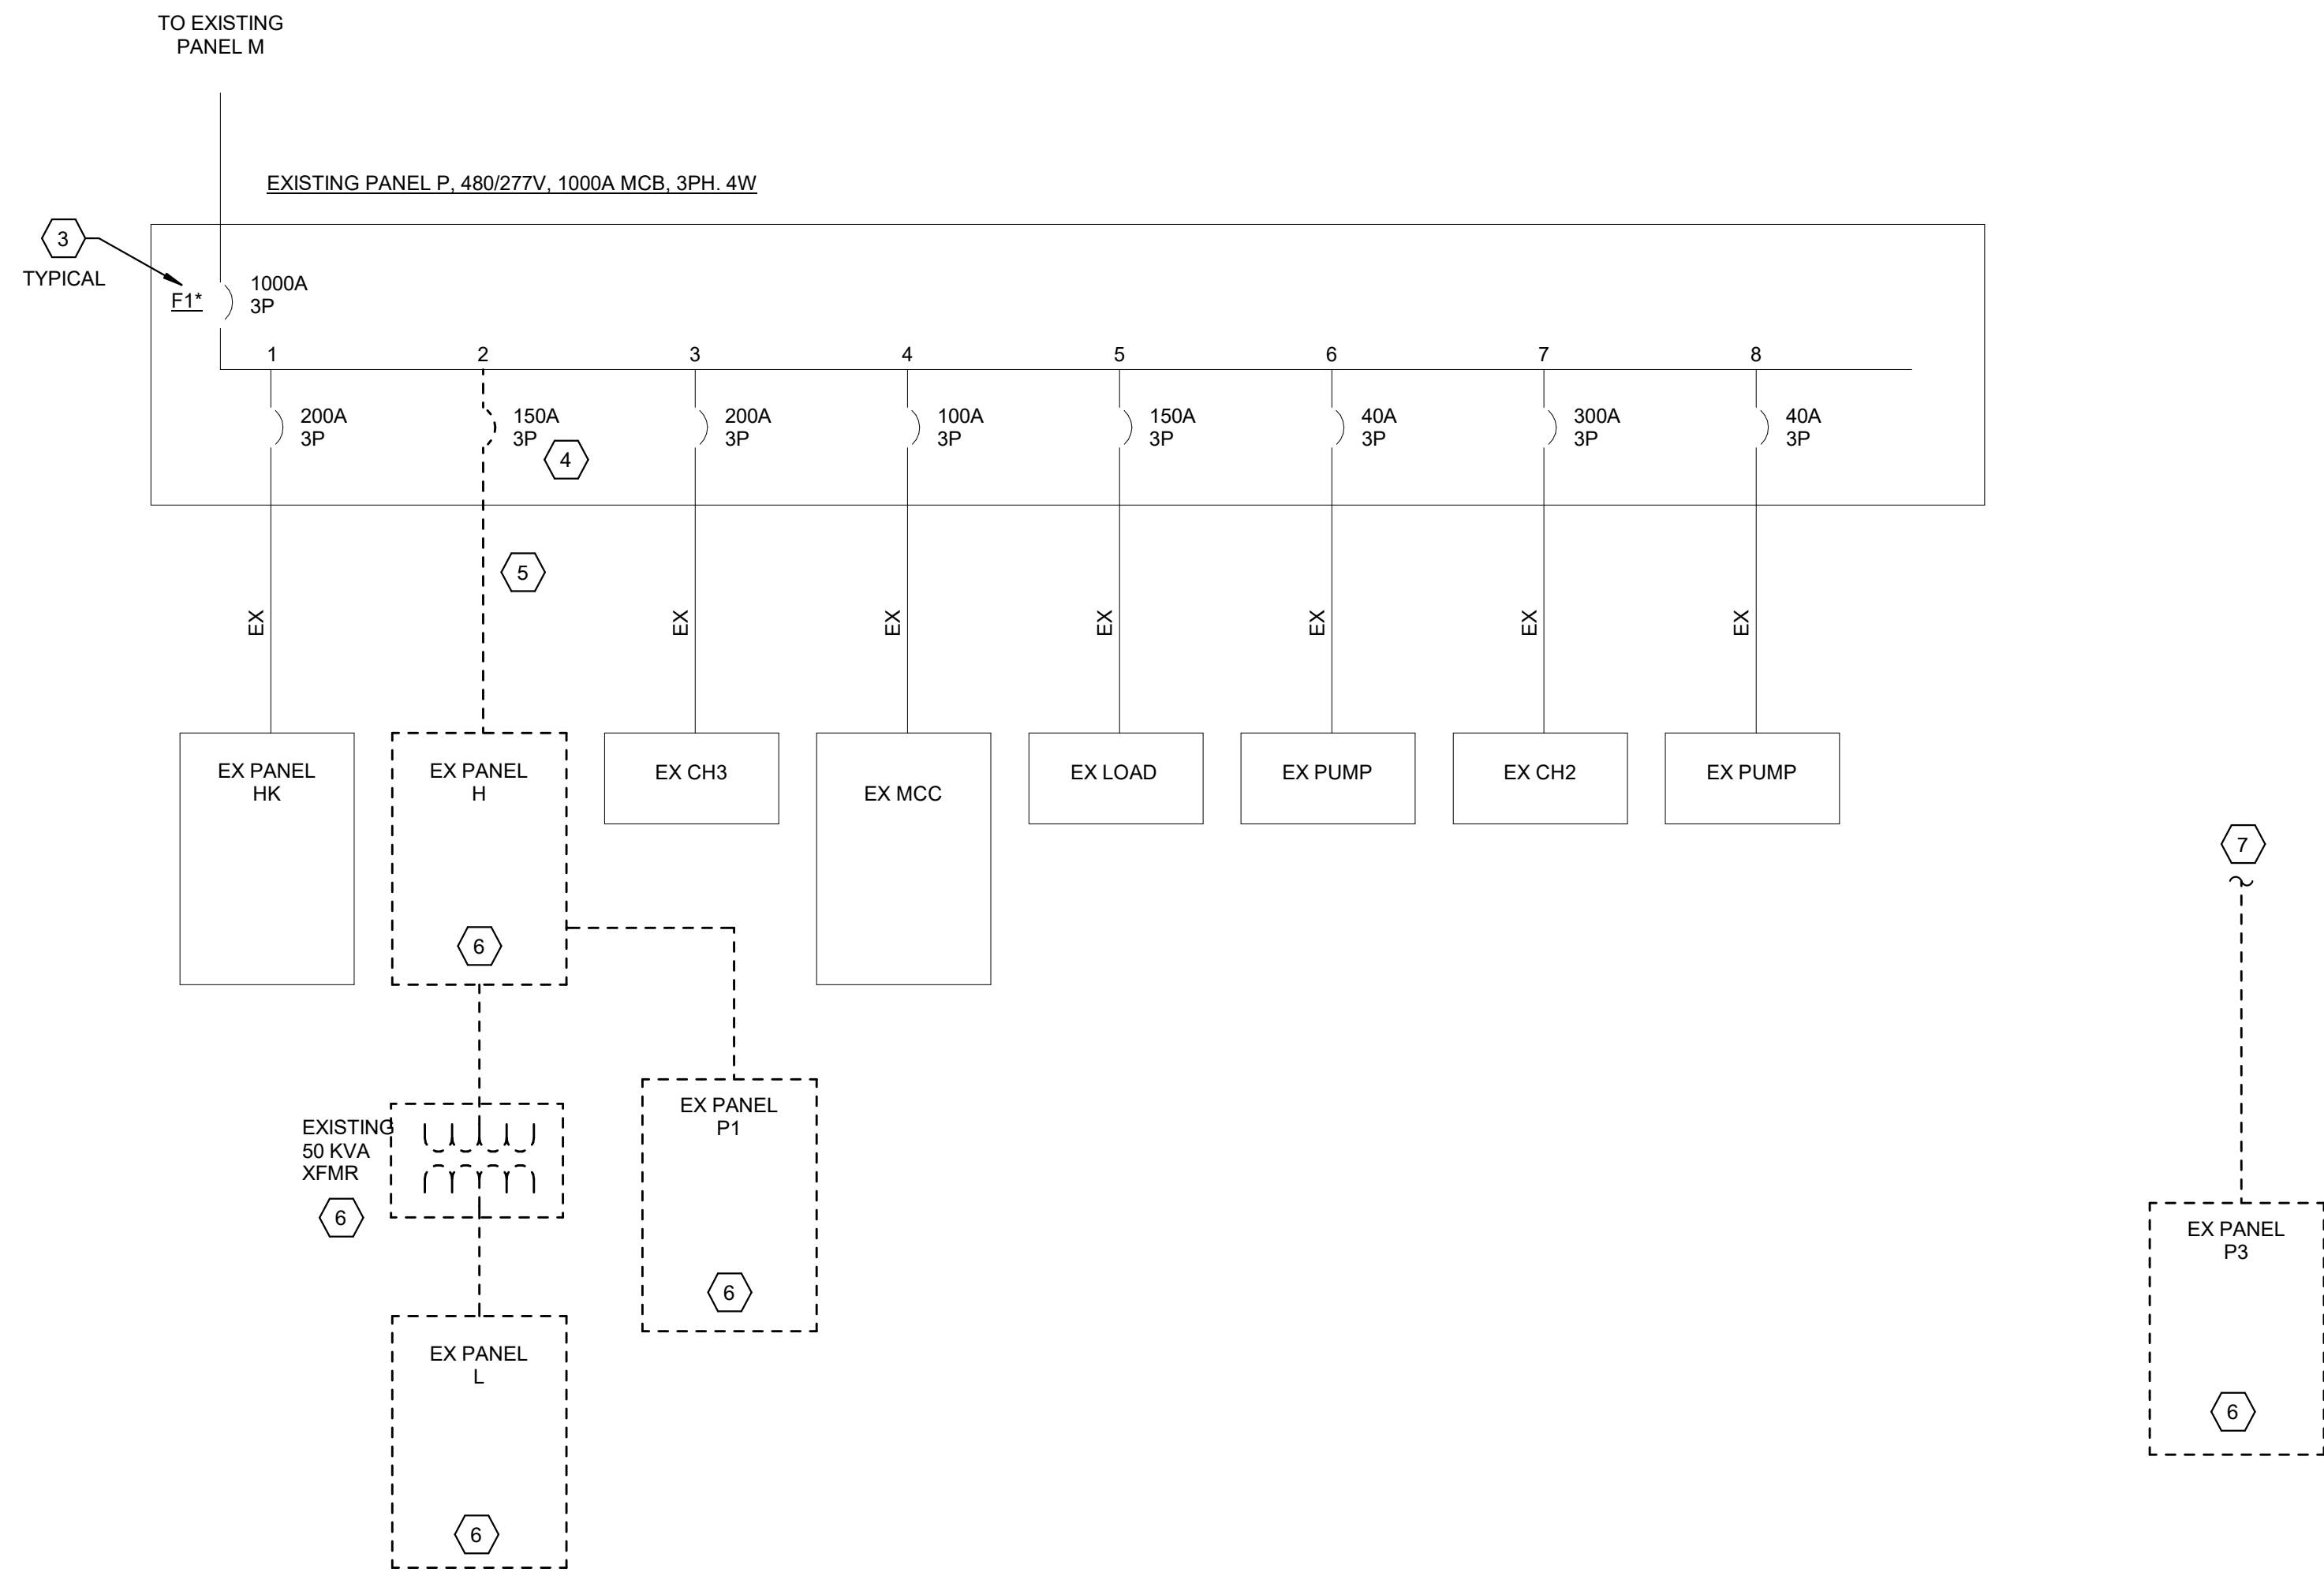 TO EXISTING
PANEL M
EXISTING PANEL P, 480/277V, 1000A MCB, 3PH. 4W
3
TYPICAL
F1*
1000A
3P
1 2 3 4 5 6 7 8
200A 150A 200A 100A 150A 40A 300A 40A
3P 3P 3P 3P 3P 3P 3P 3P
4
5
EX EX EX EX EX EX EX
EX PANEL
HK
EX PANEL
H
6
EX CH3
EX MCC
EX LOAD
EX PUMP
EX CH2
EX PUMP
7
EXISTING
50 KVA
XFMR
6
EX PANEL
P1
6
EX PANEL
P3
6
EX PANEL
L
6